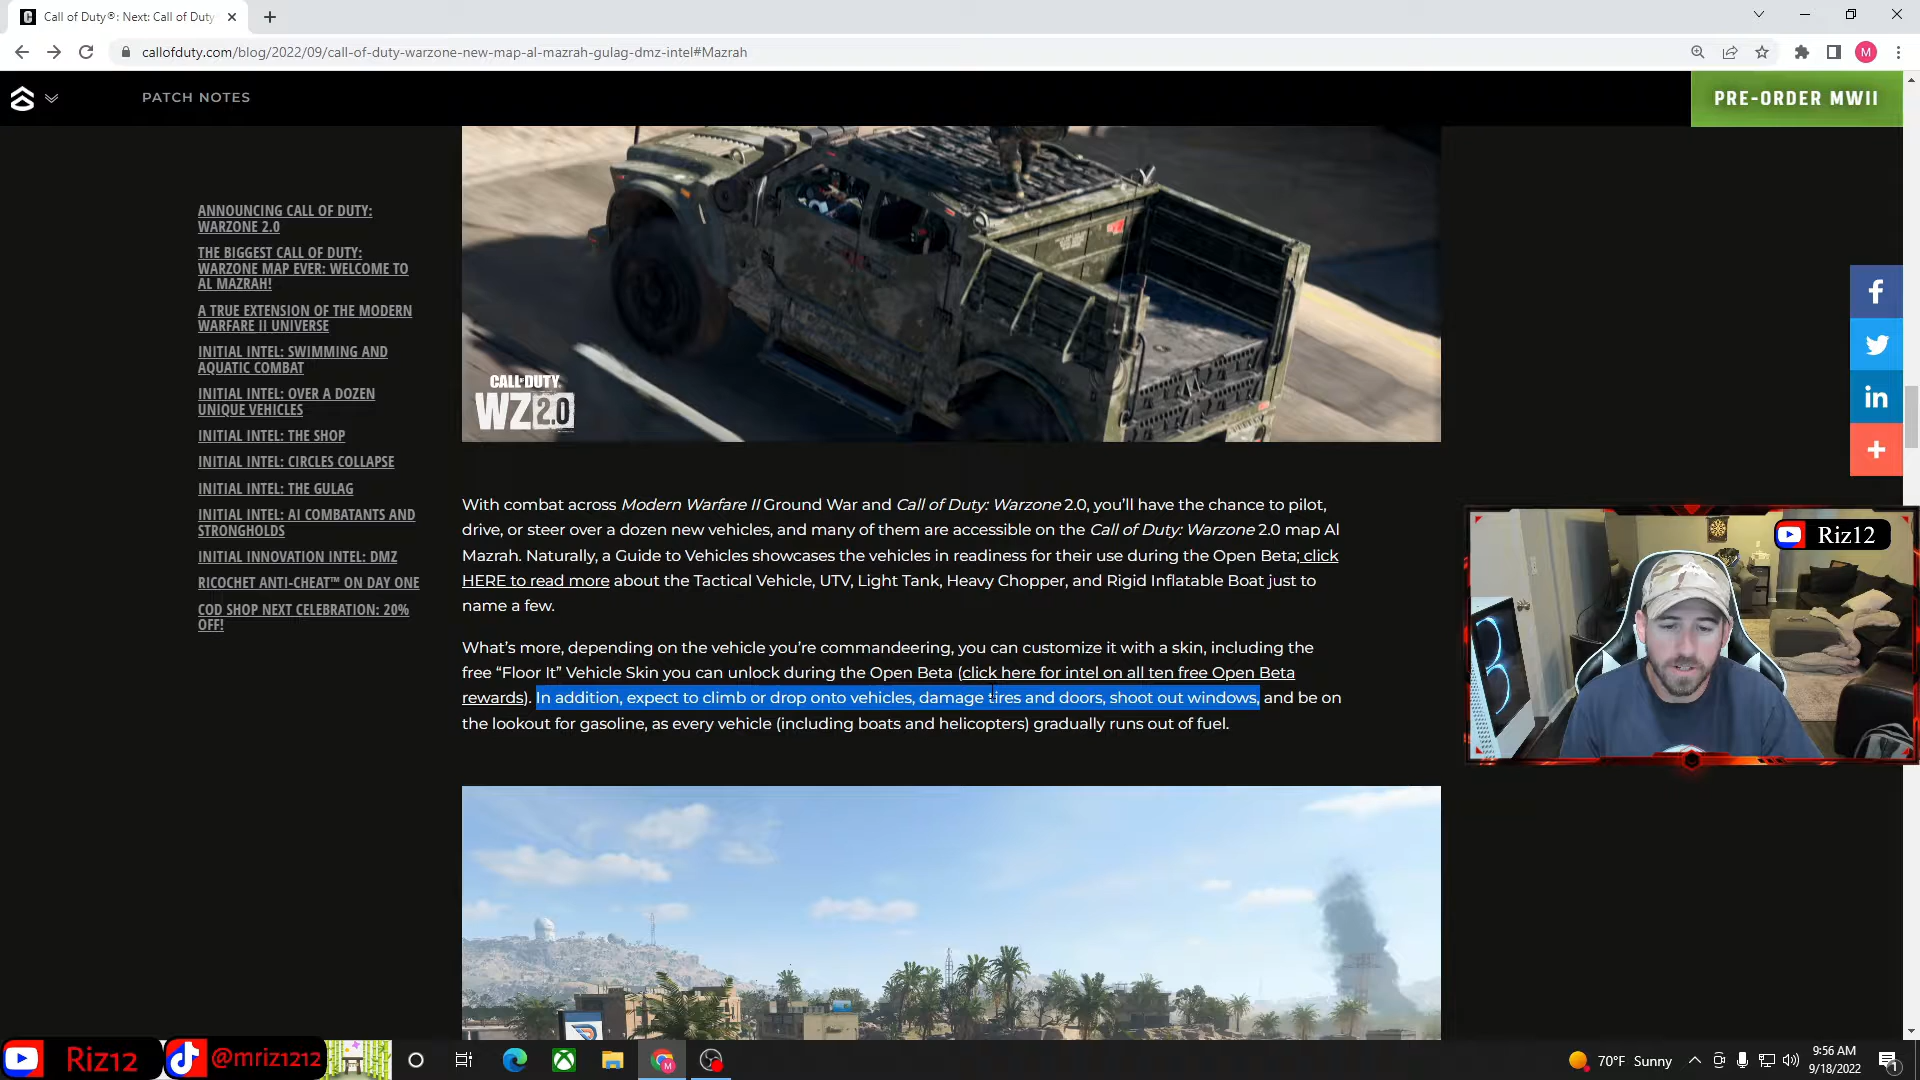 Call of Duty®: Next: Call of Duty
callofduty.com/blog/2022/09/call-of-duty-warzone-new-map-al-mazrah-gulag-dmz-intel#Mazrah
M
PATCH NOTES
PRE-ORDER MWII
ANNOUNCING CALL OF DUTY:
WARZONE 2.0
THE BIGGEST CALL OF DUTY:
WARZONE MAP EVER: WELCOME TO
AL MAZRAH!
A TRUE EXTENSION OF THE MODERN
WARFARE II UNIVERSE
INITIAL INTEL: SWIMMING AND
AQUATIC COMBAT
INITIAL INTEL: OVER A DOZEN
UNIQUE VEHICLES
INITIAL INTEL: THE SHOP
INITIAL INTEL: CIRCLES COLLAPSE
INITIAL INTEL: THE GULAG
INITIAL INTEL: AI COMBATANTS AND
STRONGHOLDS
INITIAL INNOVATION INTEL: DMZ
RICOCHET ANTI-CHEAT™ ON DAY ONE
COD SHOP NEXT CELEBRATION: 20%
OFF!
CALL OF DUTY
WZ 2.0
With combat across Modern Warfare II Ground War and Call of Duty: Warzone 2.0, you’ll have the chance to pilot,
drive, or steer over a dozen new vehicles, and many of them are accessible on the Call of Duty: Warzone 2.0 map Al
Mazrah. Naturally, a Guide to Vehicles showcases the vehicles in readiness for their use during the Open Beta; click
HERE to read more about the Tactical Vehicle, UTV, Light Tank, Heavy Chopper, and Rigid Inflatable Boat just to
name a few.
What’s more, depending on the vehicle you’re commandeering, you can customize it with a skin, including the
free “Floor It” Vehicle Skin you can unlock during the Open Beta (click here for intel on all ten free Open Beta
rewards). In addition, expect to climb or drop onto vehicles, damage tires and doors, shoot out windows, and be on
the lookout for gasoline, as every vehicle (including boats and helicopters) gradually runs out of fuel.
Riz12
Riz12
@mriz1212
M
70°F Sunny
9:56 AM
9/18/2022
1